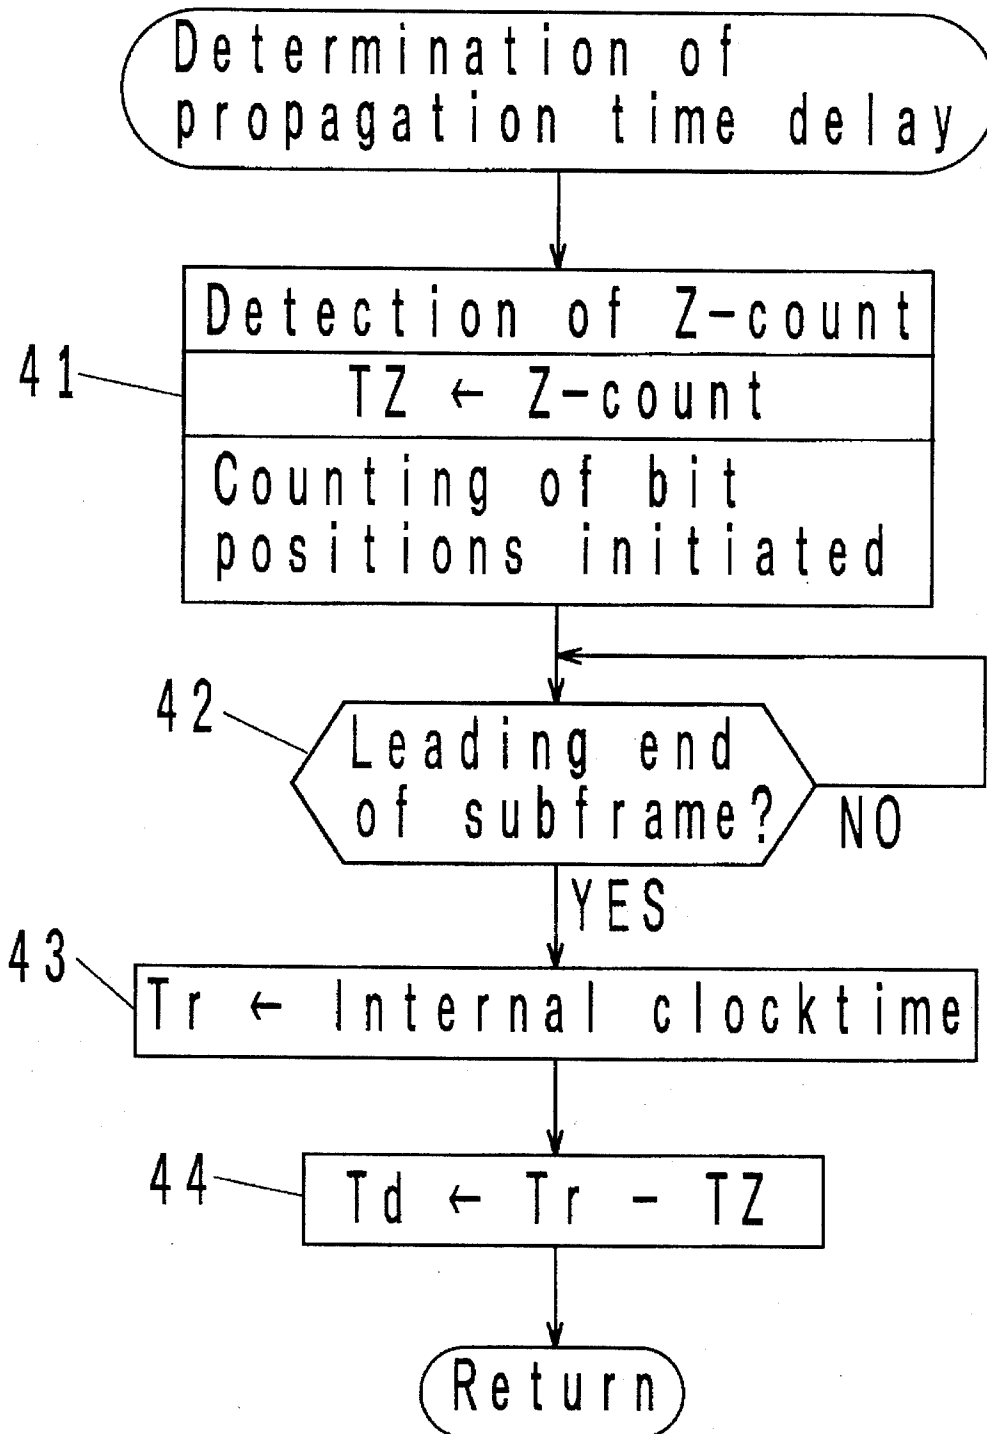 Determination of
propagation time delay
Detection of Z-count
41
TZ ← Z-count
Counting of bit
positions initiated
42
Leading end
of subframe?
NO
YES
43
Tr ← Internal clocktime
44
Td ← Tr - TZ
Return